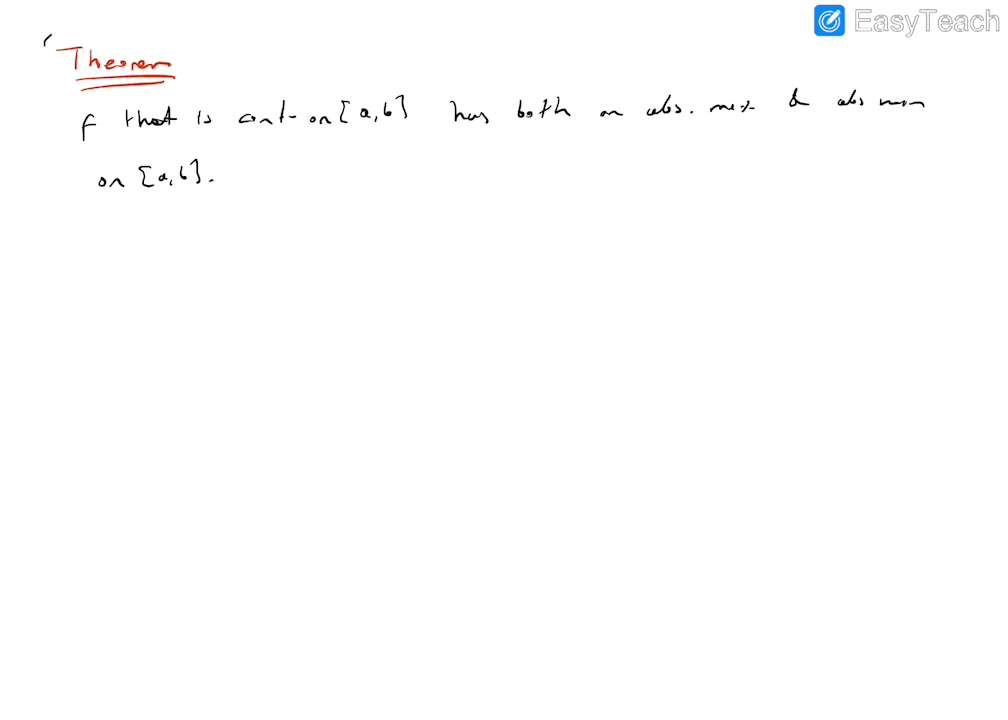 EasyTeach
Theorem
f that is cont. on [a,b] has both an abs. max & abs min
on [a,b].